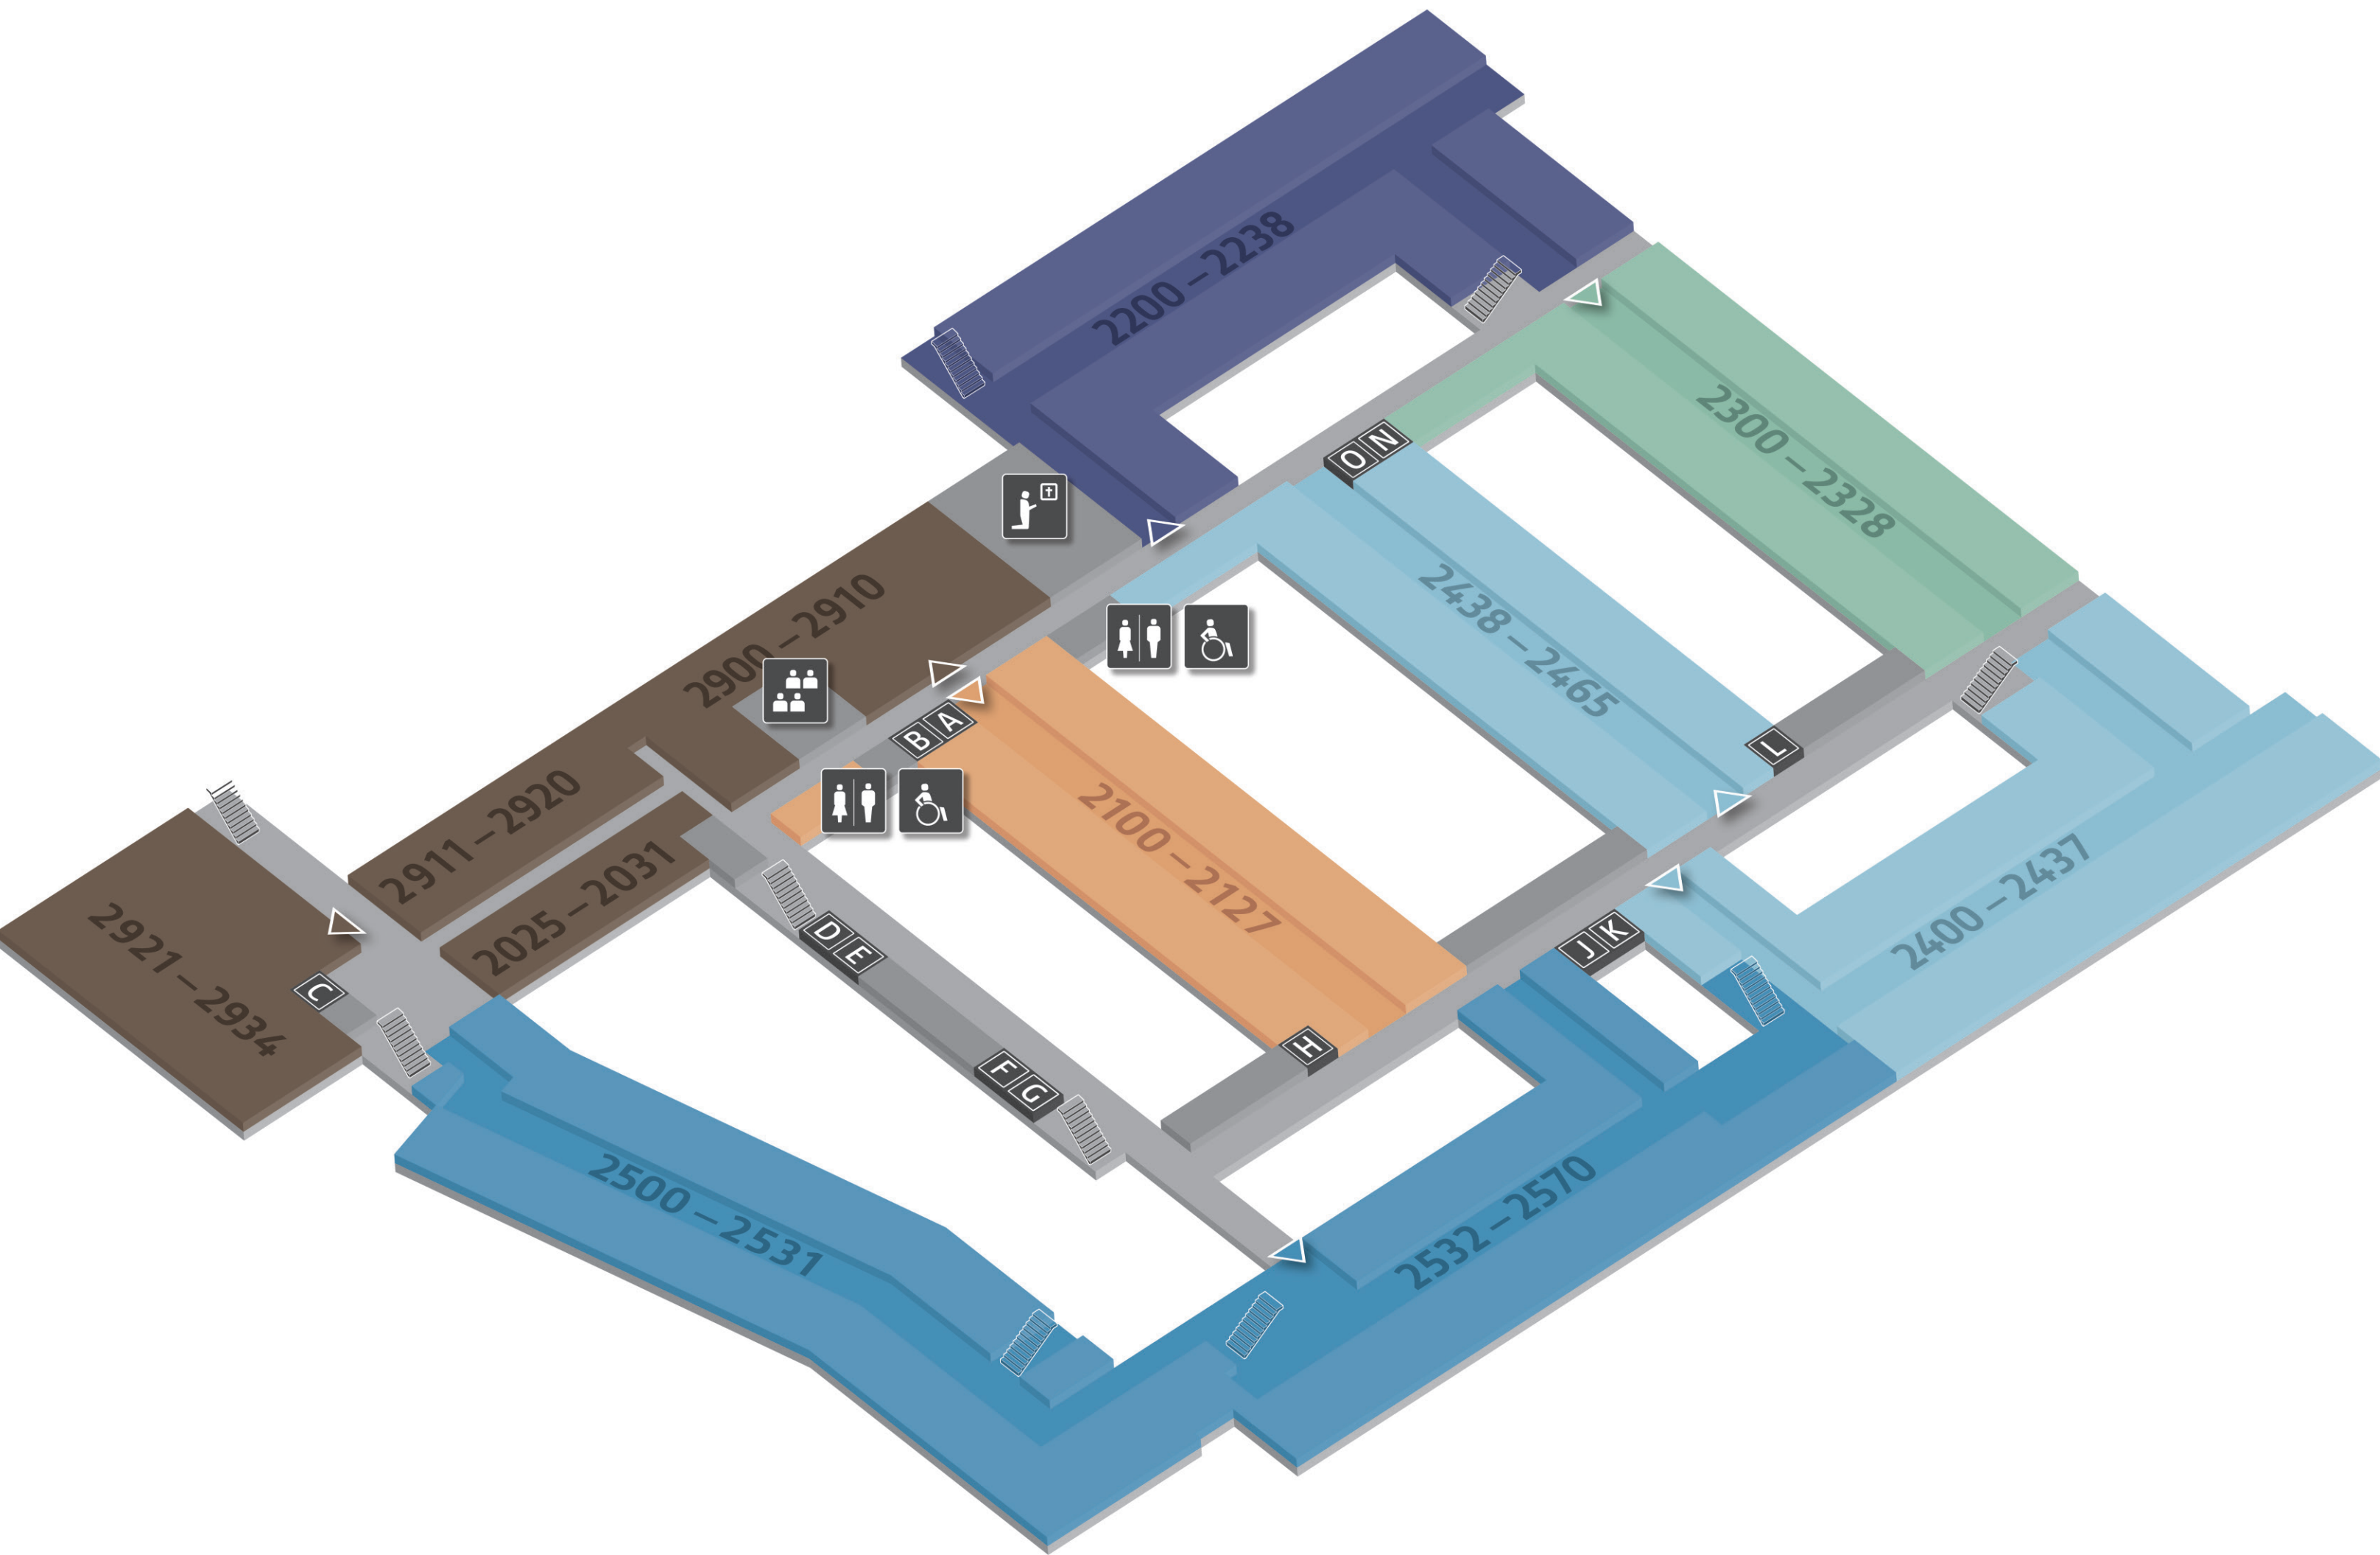 2200 – 2238
2300 – 2328
O N
2438 – 2465
2900 – 2910
B A
L
2911 – 2920
2025 – 2031
2100 – 2127
2400 – 2437
2921 – 2934
C
D E
J K
F G
H
2500 – 2531
2532 – 2570